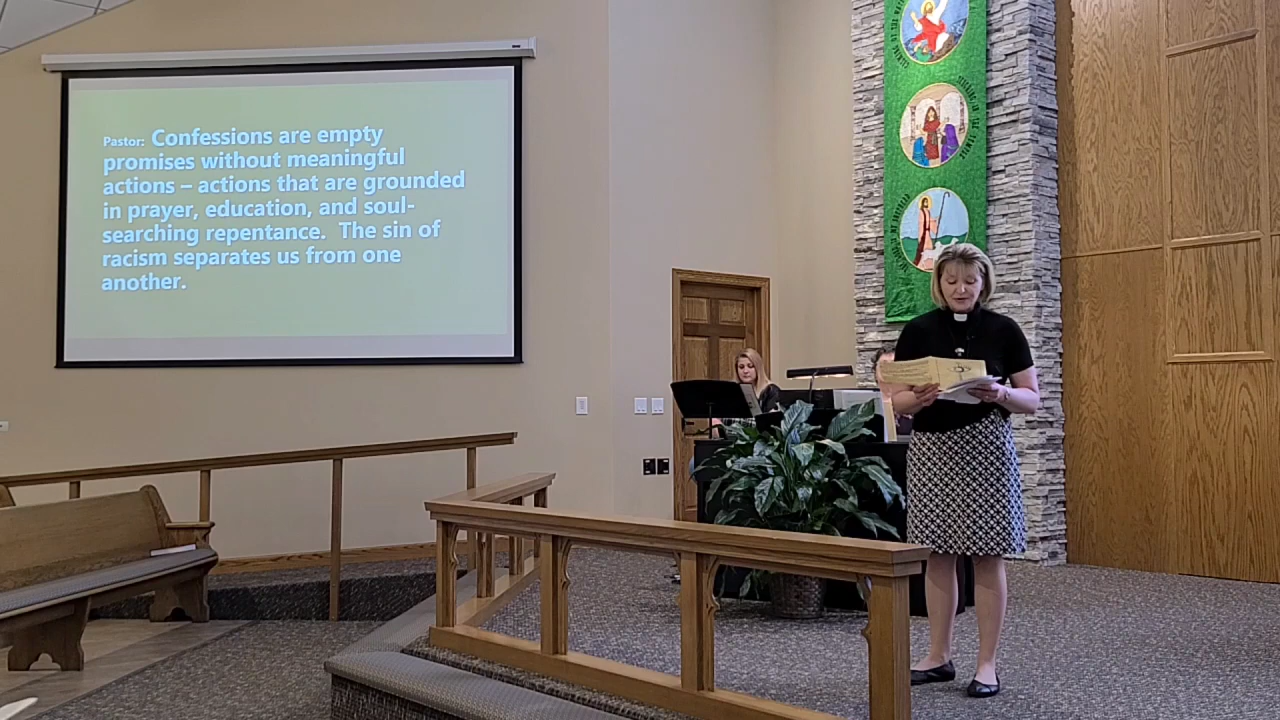 Pastor: Confessions are empty
promises without meaningful
actions – actions that are grounded
in prayer, education, and soul-
searching repentance. The sin of
racism separates us from one
another.